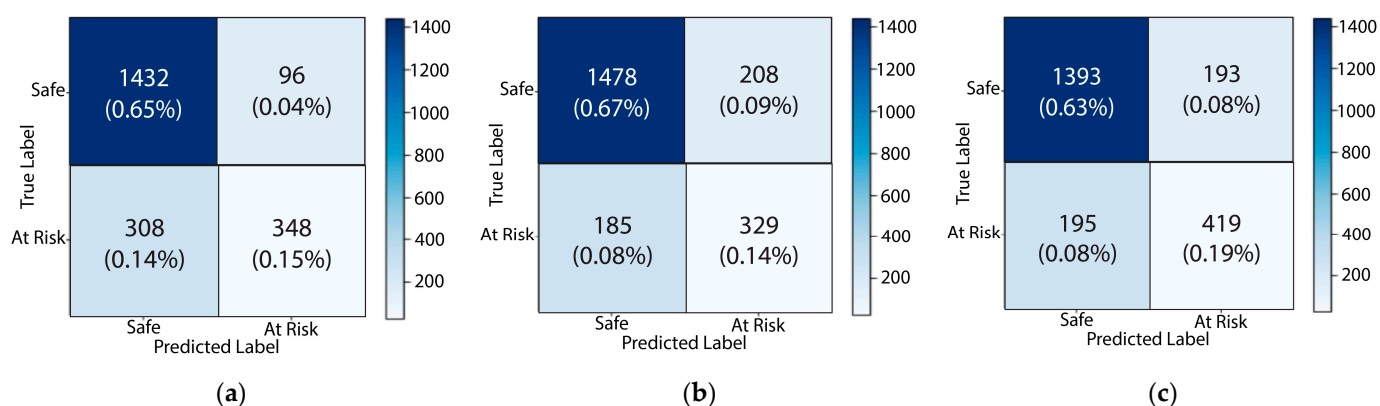 1432
(0.65%)
96
(0.04%)
308
(0.14%)
348
(0.15%)
Safe
At Risk
True Label
Safe
At Risk
Predicted Label
1400
1200
1000
800
600
400
200
(a)
1478
(0.67%)
208
(0.09%)
185
(0.08%)
329
(0.14%)
Safe
At Risk
True Label
Safe
At Risk
Predicted Label
1400
1200
1000
800
600
400
200
(b)
1393
(0.63%)
193
(0.08%)
195
(0.08%)
419
(0.19%)
Safe
At Risk
True Label
Safe
At Risk
Predicted Label
1400
1200
1000
800
600
400
200
(c)